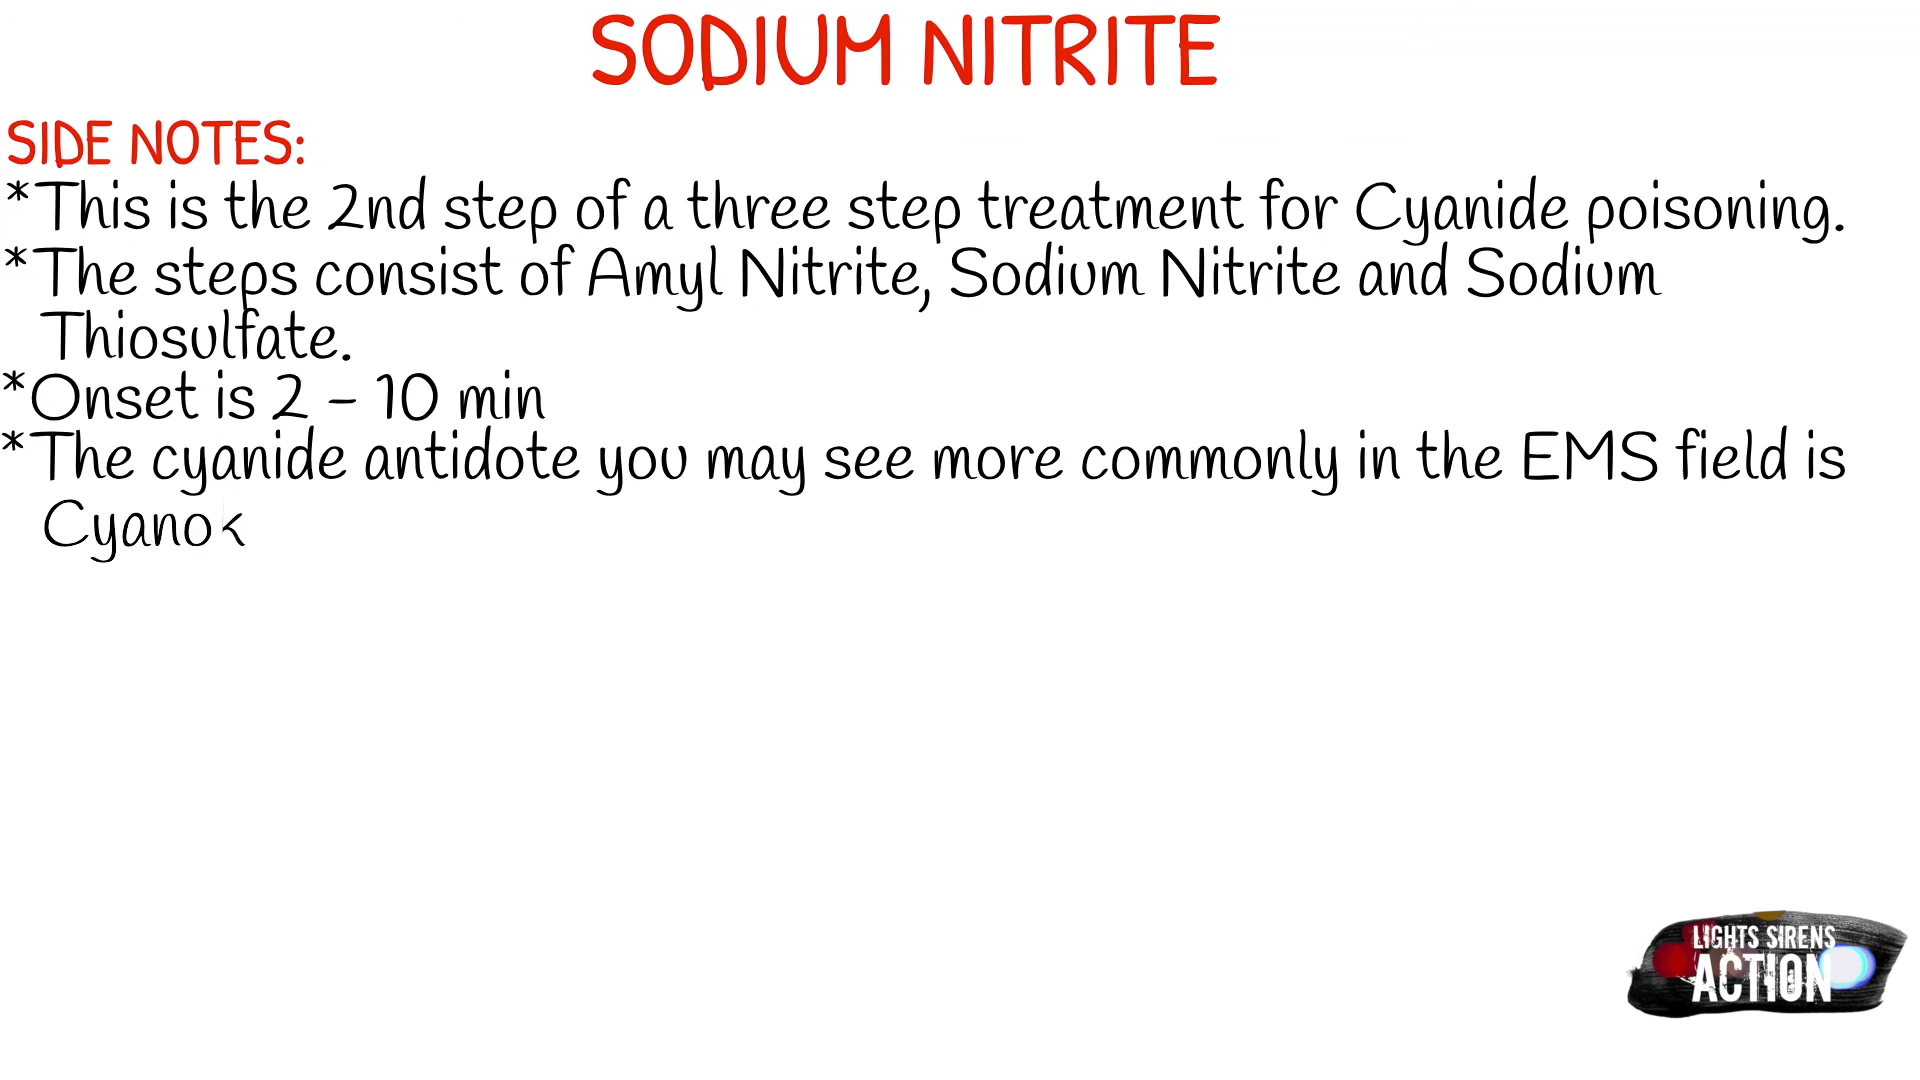 SODIUM NITRITE
SIDE NOTES:
*This is the 2nd step of a three step treatment for Cyanide poisoning.
*The steps consist of Amyl Nitrite, Sodium Nitrite and Sodium
Thiosulfate.
*Onset is 2 - 10 min
*The cyanide antidote you may see more commonly in the EMS field is
Cyanok
LIGHTS SIRENS
ACTION